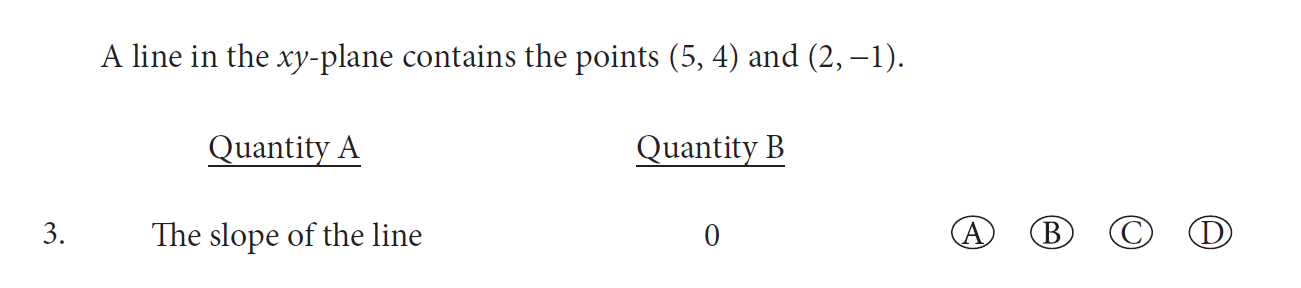 A line in the xy-plane contains the points (5, 4) and (2, −1).
Quantity A Quantity B
3. The slope of the line 0 A B C D